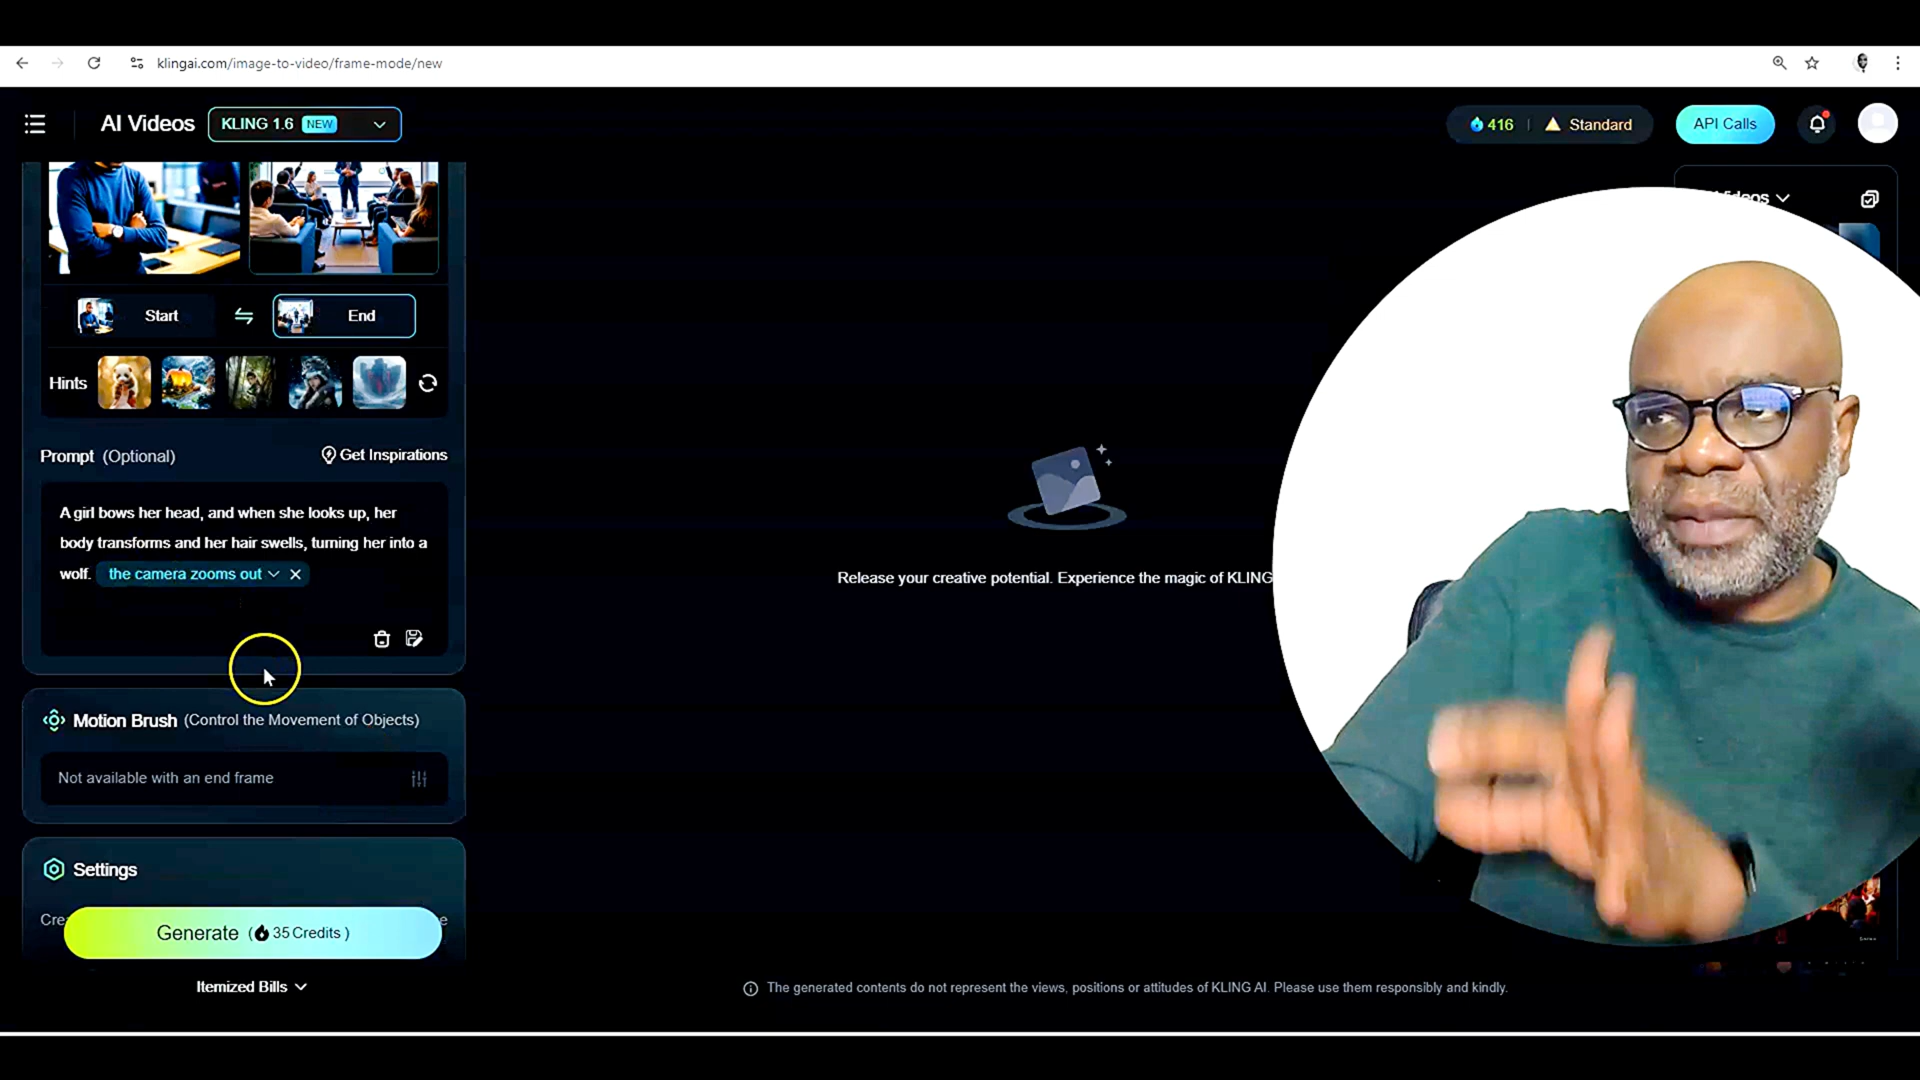 klingai.com/image-to-video/frame-mode/new
AI Videos
KLING 1.6 NEW
416
Standard
API Calls
Start
End
Hints
Prompt (Optional)
Get Inspirations
A girl bows her head, and when she looks up, her
body transforms and her hair swells, turning her into a
wolf. the camera zooms out
Motion Brush (Control the Movement of Objects)
Not available with an end frame
Settings
Generate ( 35 Credits )
Itemized Bills
Release your creative potential. Experience the magic of KLING
The generated contents do not represent the views, positions or attitudes of KLING AI. Please use them responsibly and kindly.